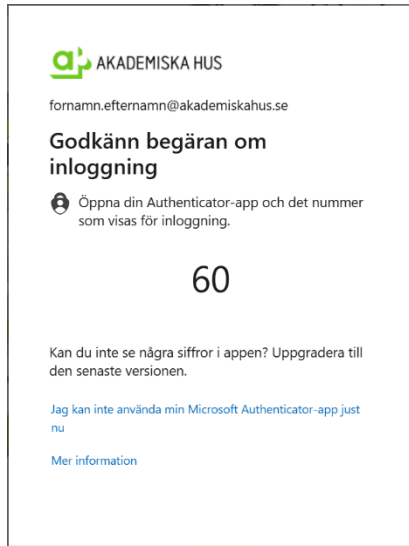 AKADEMISKA HUS
fornamn.efternamn@akademiskahus.se
Godkänn begäran om
inloggning
Öppna din Authenticator-app och det nummer
som visas för inloggning.
60
Kan du inte se några siffror i appen? Uppgradera till
den senaste versionen.
Jag kan inte använda min Microsoft Authenticator-app just
nu
Mer information